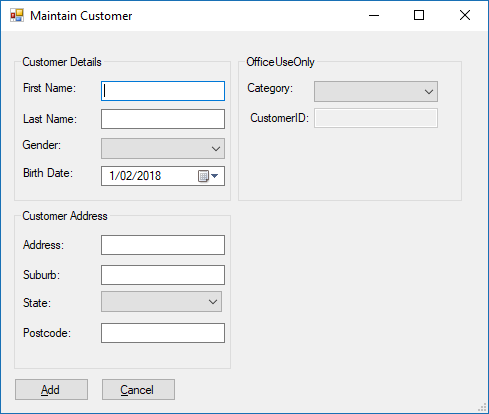 Maintain Customer
Customer Details
First Name:
Last Name:
Gender:
Birth Date: 1/02/2018
OfficeUseOnly
Category:
CustomerID:
Customer Address
Address:
Suburb:
State:
Postcode:
Add Cancel